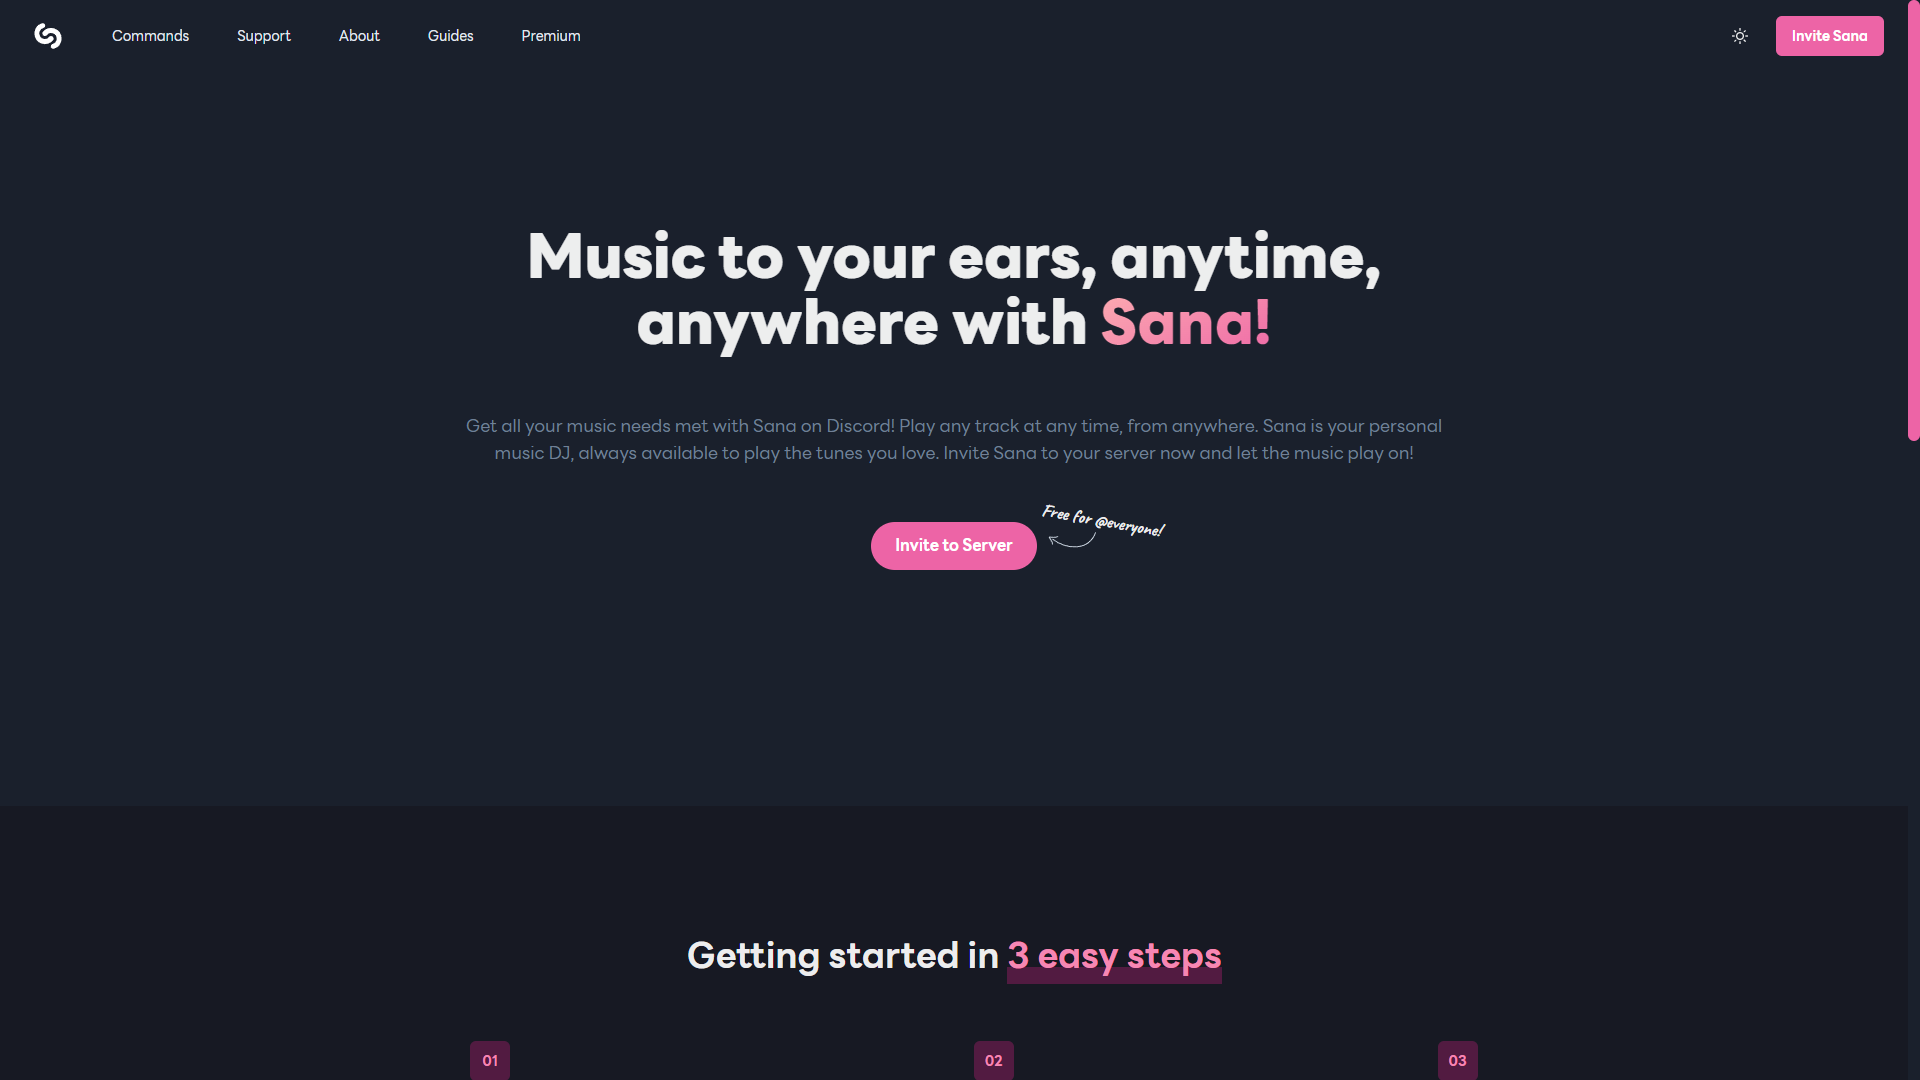 Commands
Support
About
Guides
Premium
Invite Sana
Music to your ears, anytime,
anywhere with Sana!
Get all your music needs met with Sana on Discord! Play any track at any time, from anywhere. Sana is your personal
music DJ, always available to play the tunes you love. Invite Sana to your server now and let the music play on!
Free for @everyone!
Invite to Server
Getting started in 3 easy steps
01
02
03